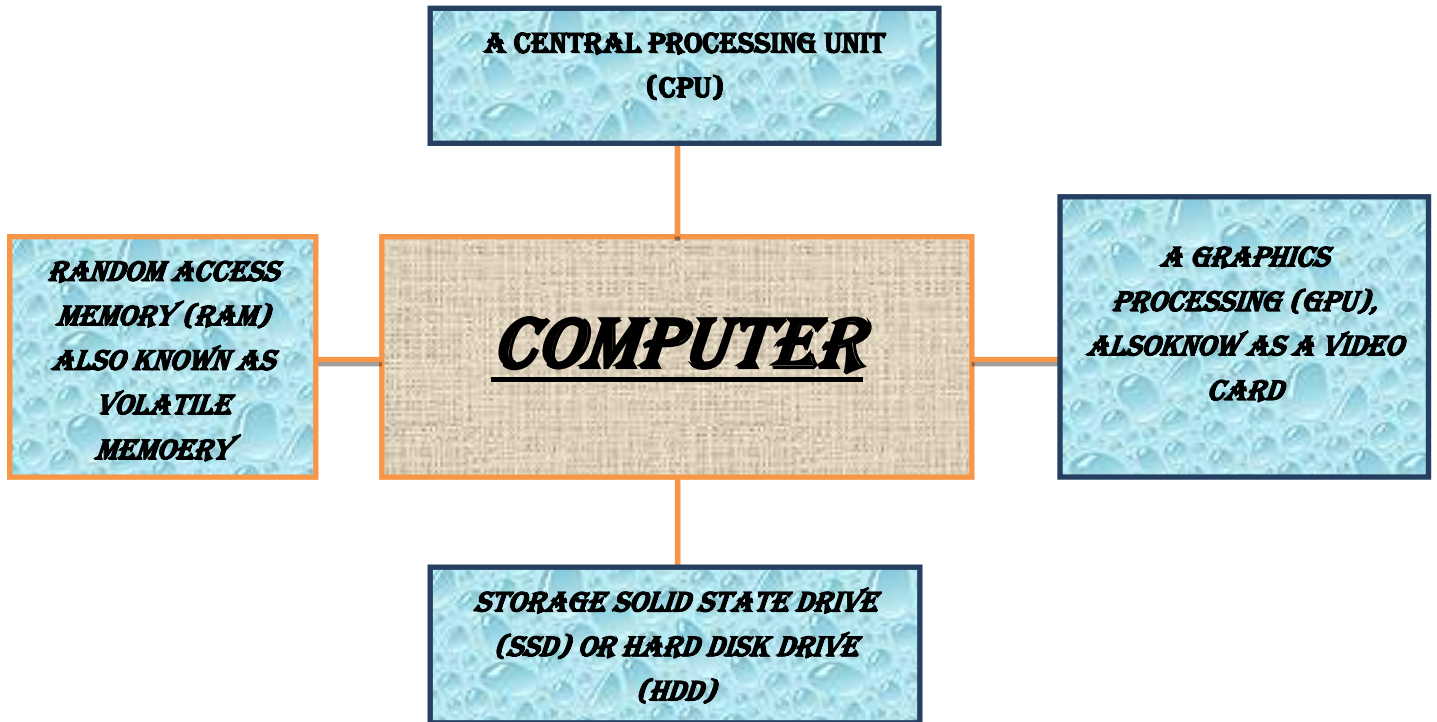 A CENTRAL PROCESSING UNIT
(CPU)
RANDOM ACCESS
MEMORY (RAM)
ALSO KNOWN AS
VOLATILE
MEMOERY
COMPUTER
A GRAPHICS
PROCESSING (GPU),
ALSOKNOW AS A VIDEO
CARD
STORAGE SOLID STATE DRIVE
(SSD) OR HARD DISK DRIVE
(HDD)